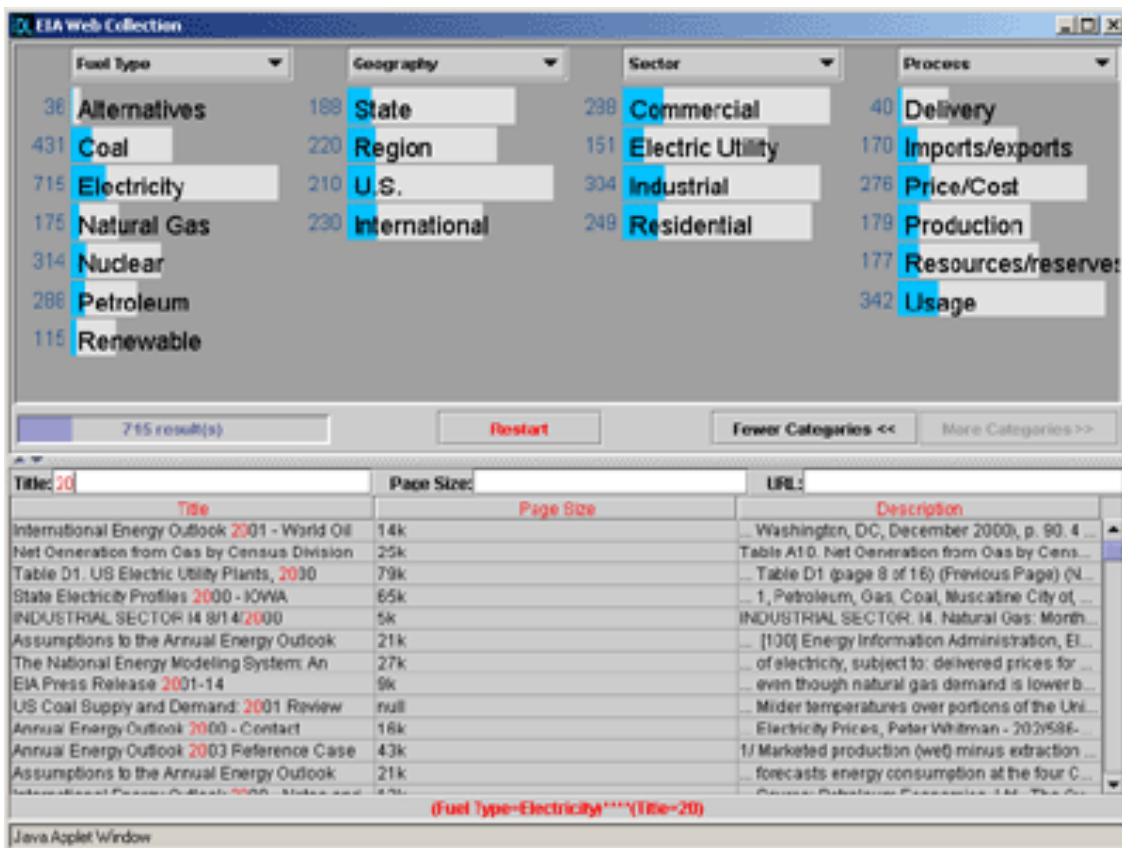 EIA Web Collection
Fuel Type Geography Sector Process
36 Alternatives 188 State 298 Commercial 40 Delivery
431 Coal 220 Region 151 Electric Utility 170 Imports/exports
715 Electricity 210 U.S. 304 Industrial 276 Price/Cost
175 Natural Gas 230 International 249 Residential 179 Production
314 Nuclear 177 Resources/reserves
286 Petroleum 342 Usage
115 Renewable
715 result(s) Restart Fewer Categories << More Categories >>
Title: 20 Page Size: URL:
Title Page Size Description
International Energy Outlook 2001 - World Oil 14k ... Washington, DC, December 2000), p. 90. 4 ...
Net Generation from Gas by Census Division 25k Table A10. Net Generation from Gas by Cens...
Table D1. US Electric Utility Plants, 2000 79k ... Table D1 (page 8 of 16) (Previous Page) (N...
State Electricity Profiles 2000 - IOWA 65k ... 1, Petroleum, Gas, Coal, Muscatine City of, ...
INDUSTRIAL SECTOR I4 8/14/2000 5k INDUSTRIAL SECTOR. I4. Natural Gas: Month...
Assumptions to the Annual Energy Outlook 21k ... [100] Energy Information Administration, EI...
The National Energy Modeling System: An 27k ... of electricity, subject to: delivered prices for ...
EIA Press Release 2001-14 9k ... even though natural gas demand is lower b...
US Coal Supply and Demand: 2001 Review null ... Milder temperatures over portions of the Uni...
Annual Energy Outlook 2000 - Contact 16k ... Electricity Prices, Peter Whitman - 202/586-...
Annual Energy Outlook 2003 Reference Case 43k 1/ Marketed production (wet) minus extraction ...
Assumptions to the Annual Energy Outlook 21k ... forecasts energy consumption at the four C...
(Fuel Type=Electricity)****(Title=20)
Java Applet Window